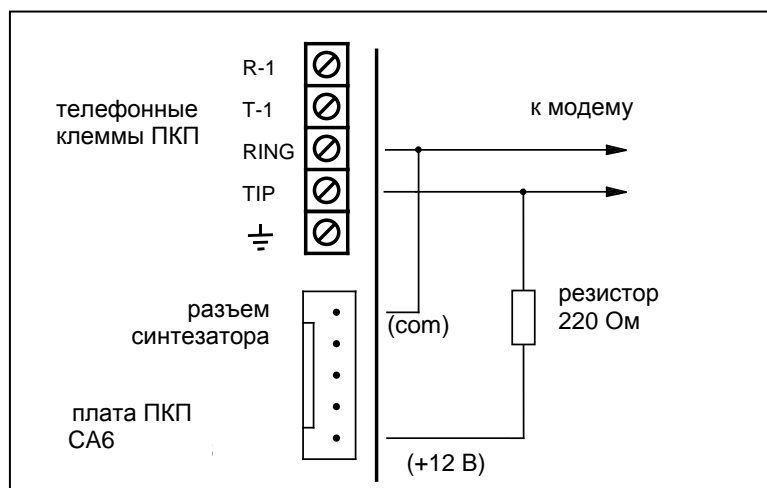 R-1
телефонные
клеммы ПКП
T-1
к модему
RING
TIP
разъем
синтезатора
(com)
резистор
220 Ом
плата ПКП
CA6
(+12 В)